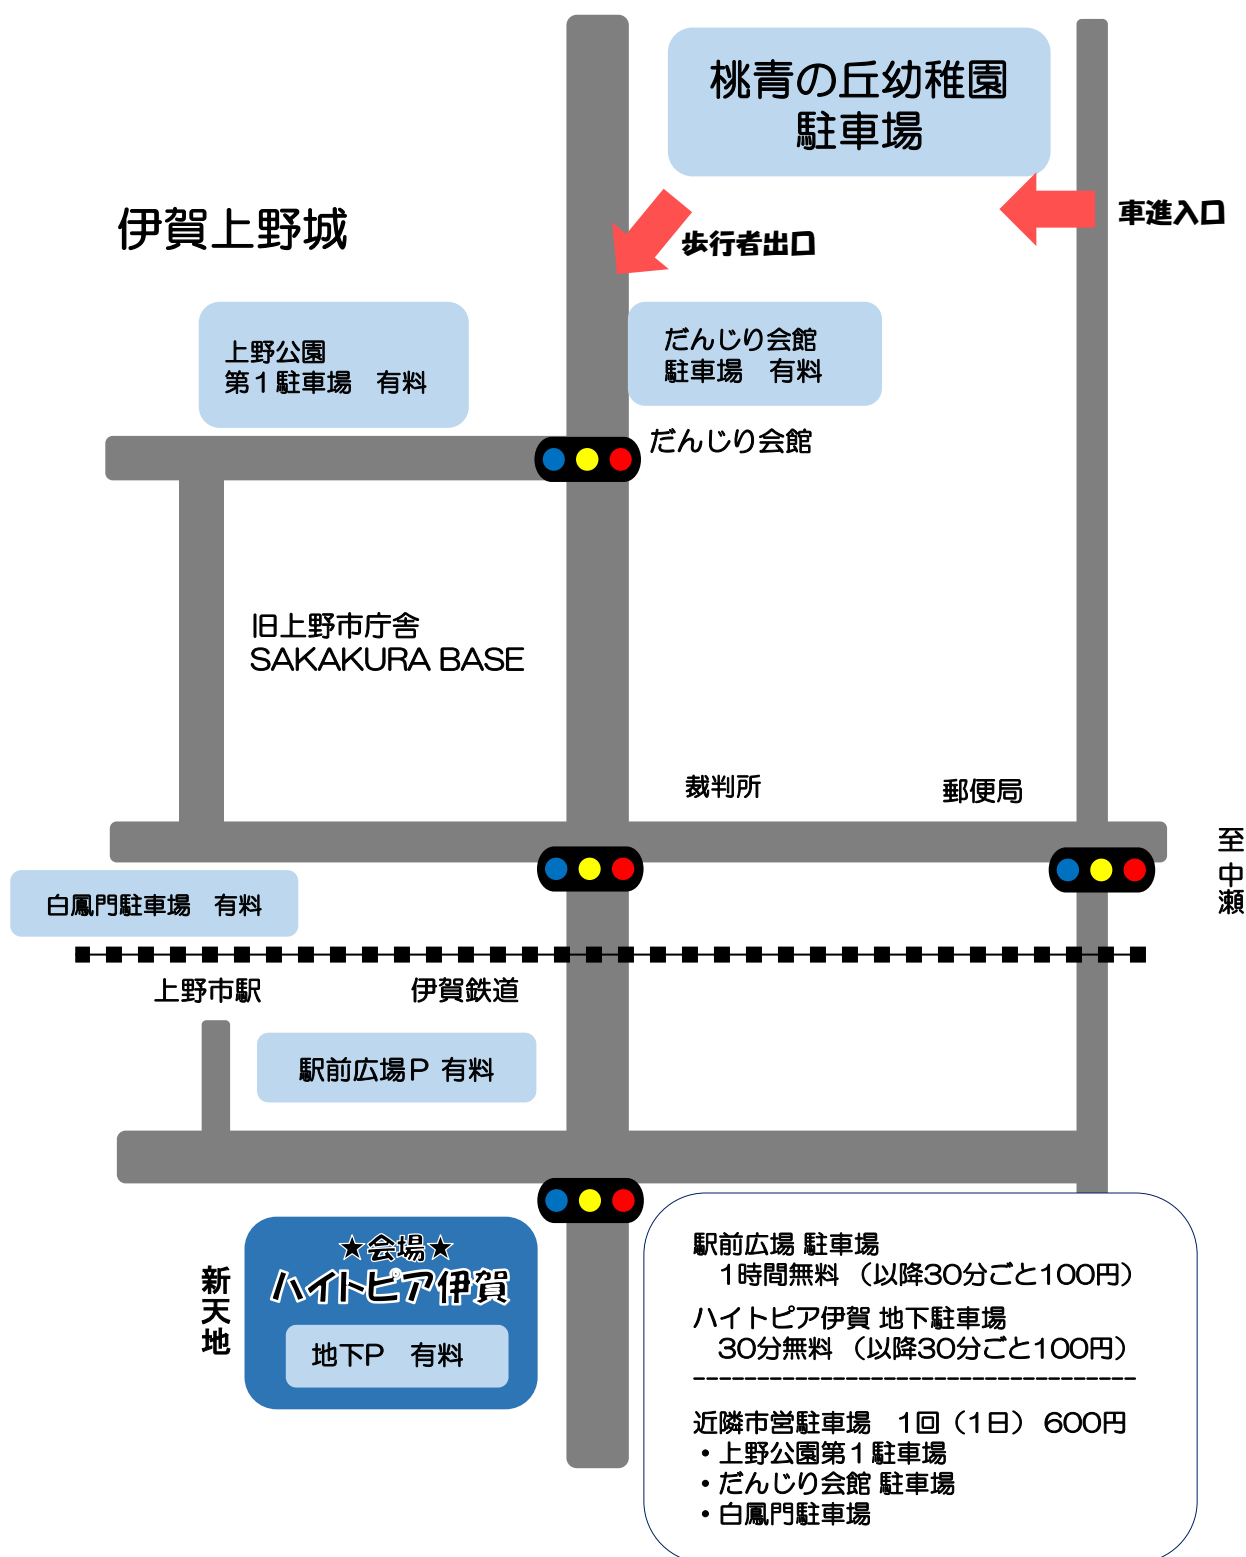 桃青の丘幼稚園
駐車場
車進入口
伊賀上野城
歩行者出口
上野公園
第１駐車場　有料
だんじり会館
駐車場　有料
だんじり会館
旧上野市庁舎
SAKAKURA BASE
裁判所
郵便局
至中瀬
白鳳門駐車場　有料
上野市駅
伊賀鉄道
駅前広場Ｐ 有料
★会場★
ハイトピア伊賀
新天地
地下P　有料
駅前広場 駐車場
1時間無料 （以降30分ごと100円）
ハイトピア伊賀 地下駐車場
30分無料 （以降30分ごと100円）
-----------------------------------
近隣市営駐車場　1回（1日） 600円
・上野公園第１駐車場
・だんじり会館 駐車場
・白鳳門駐車場